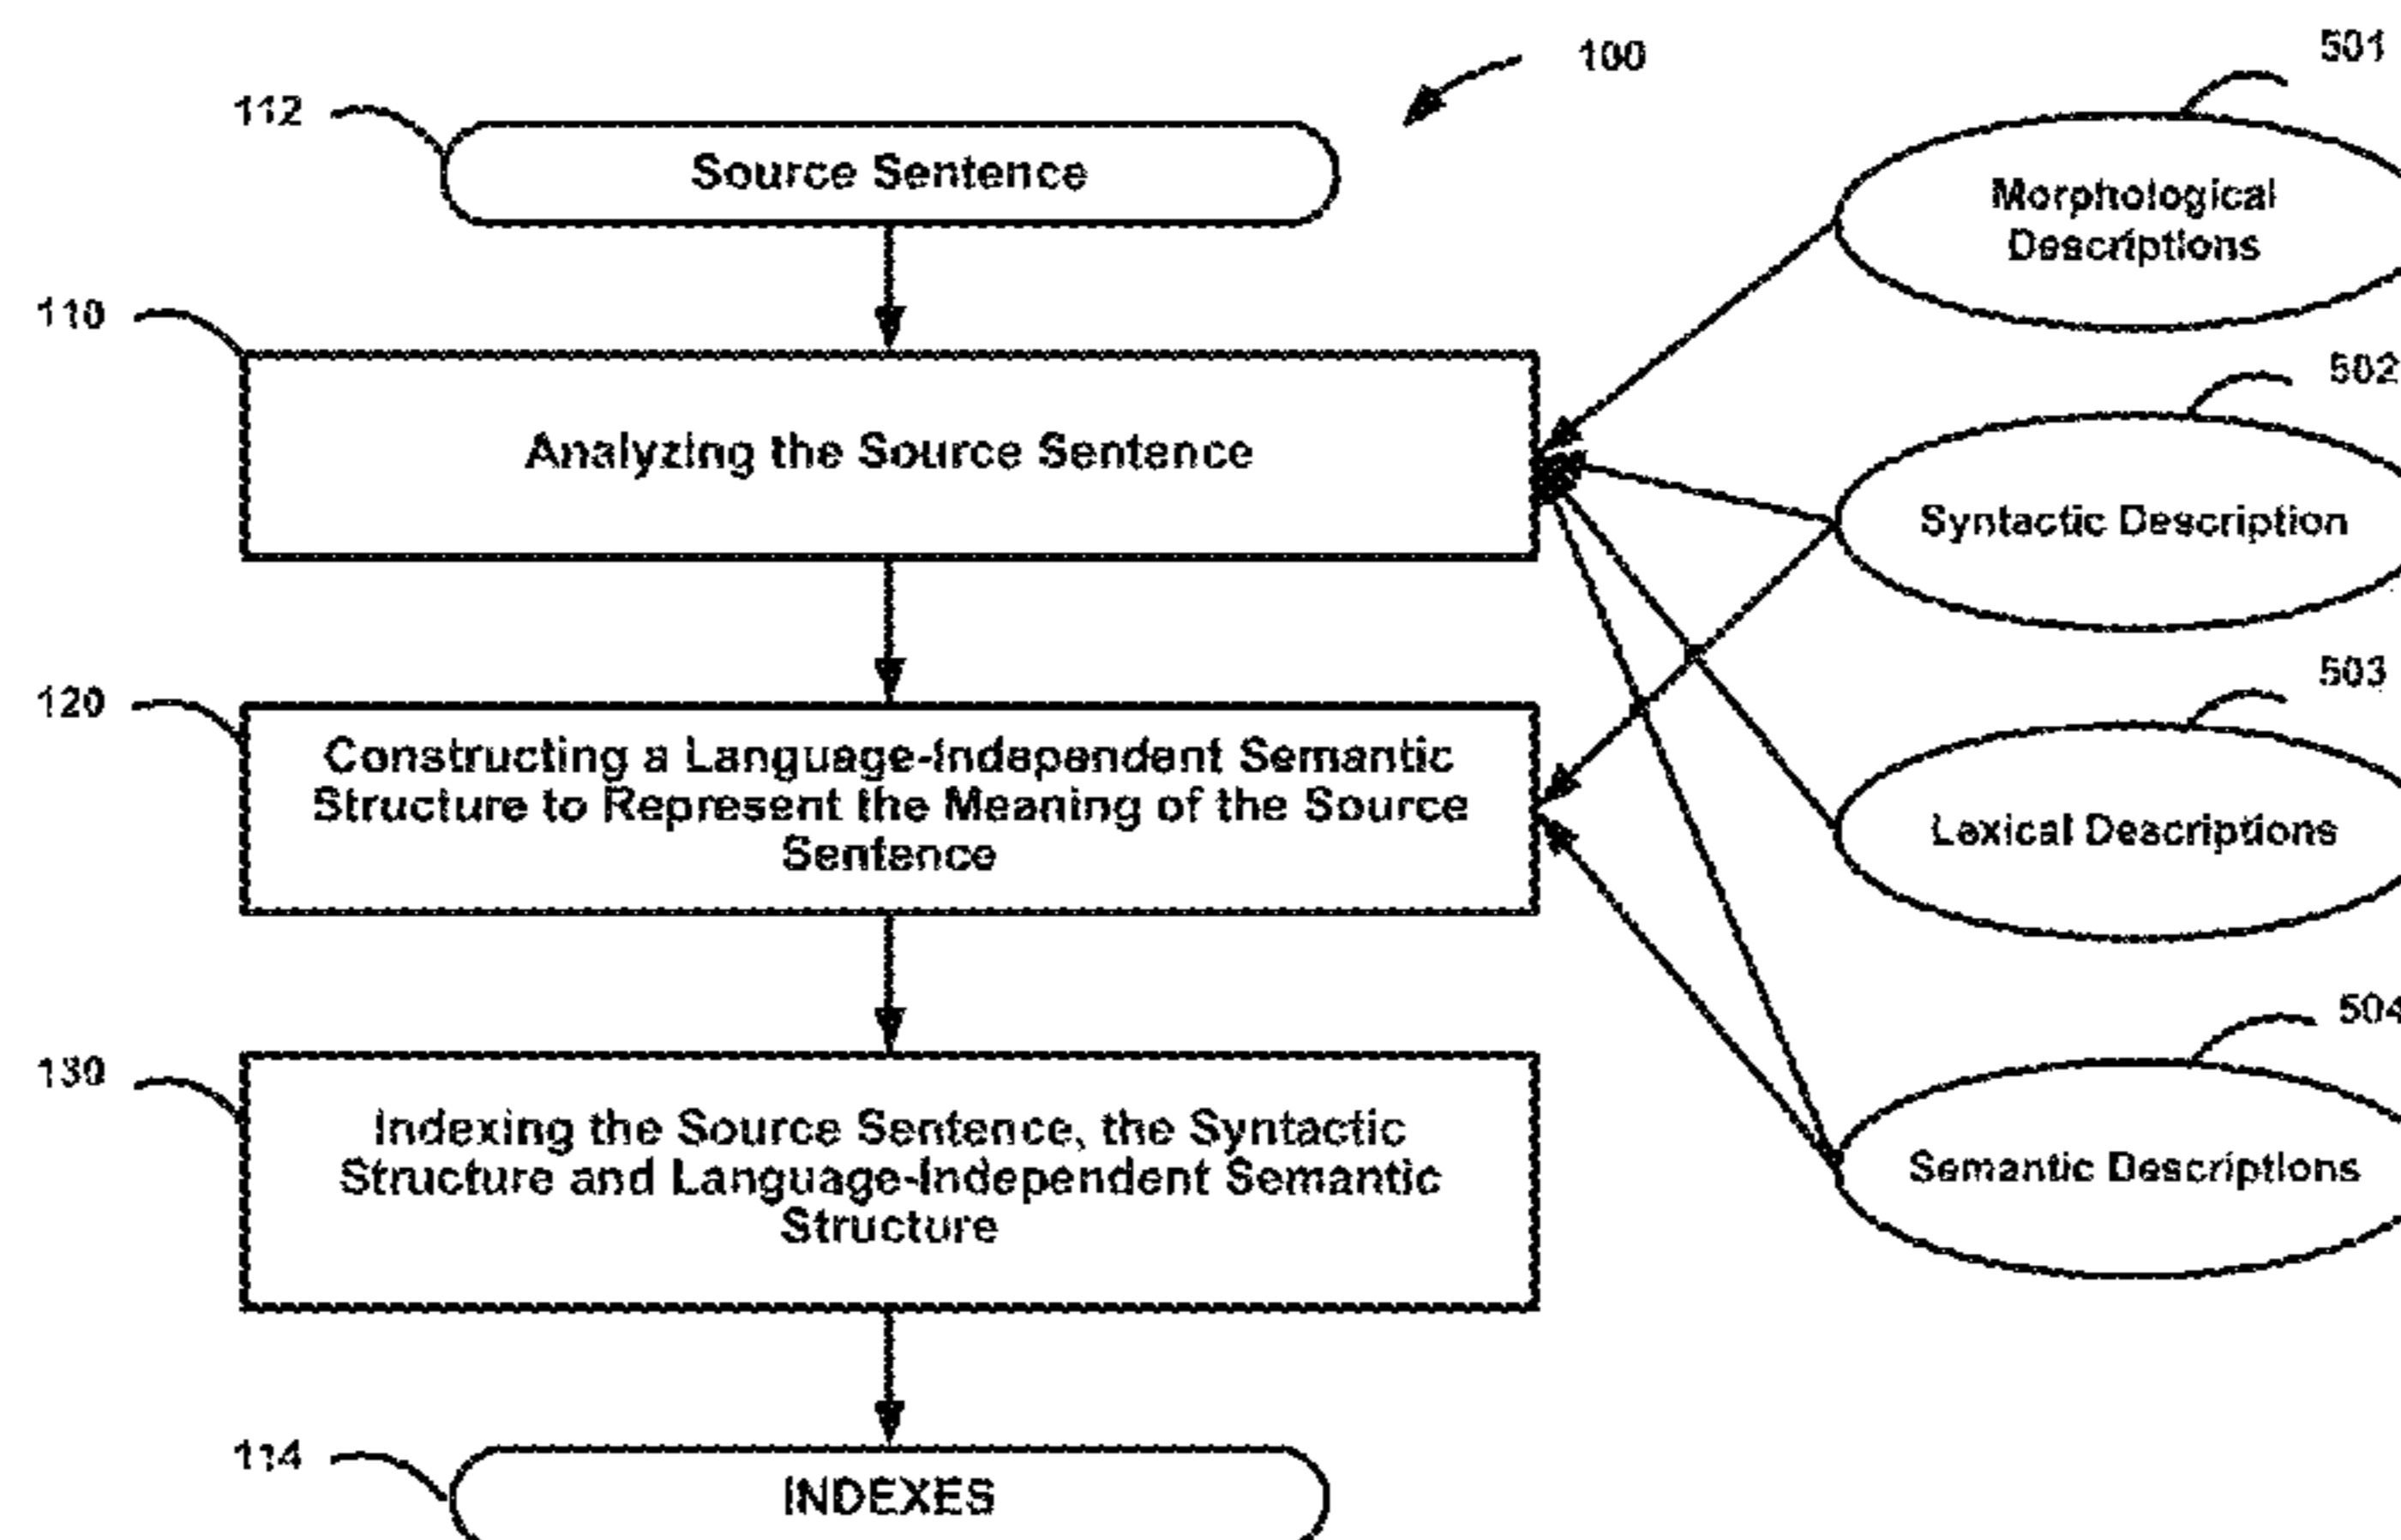 100
501
112
Source Sentence
Morphological
Descriptions
110
502
Analyzing the Source Sentence
Syntactic Description
503
120
Constructing a Language-Independent Semantic
Structure to Represent the Meaning of the Source
Sentence
Lexical Descriptions
504
130
Indexing the Source Sentence, the Syntactic
Structure and Language-Independent Semantic
Structure
Semantic Descriptions
114
INDEXES